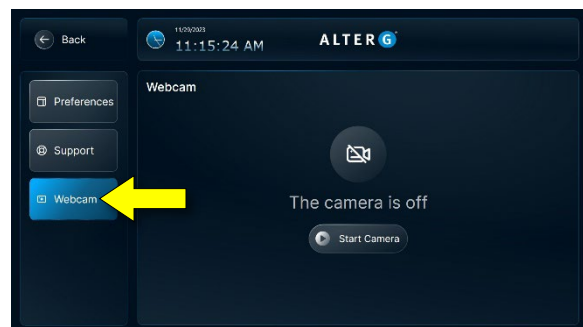 Back
11/29/2023
11:15:24 AM
ALTERG
Preferences
Support
Webcam
Webcam
The camera is off
Start Camera